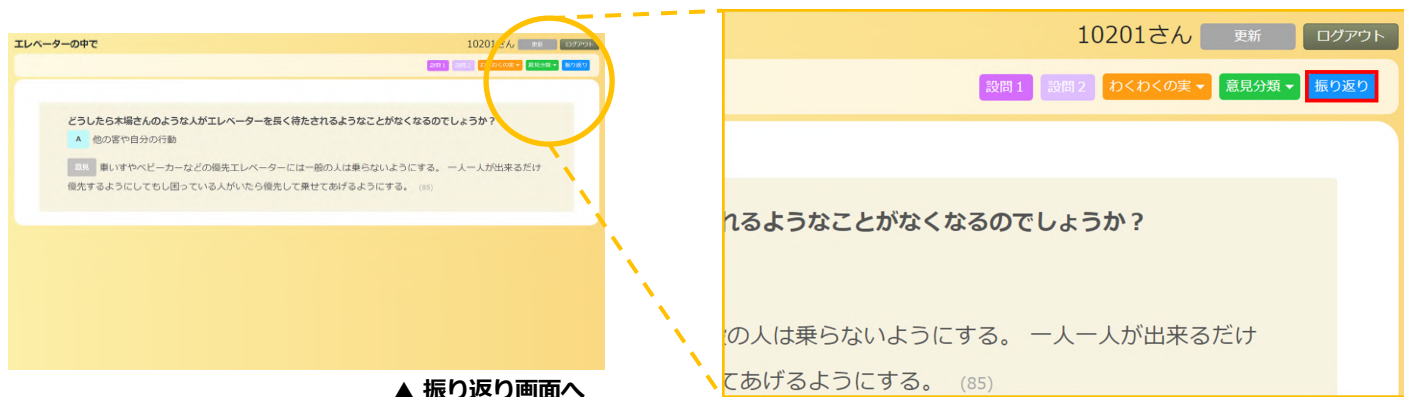 エレベーターの中で
10201さん 更新 ログアウト
設問1 設問2 わくわくの実 意見分類 振り返り
どうしたら木場さんのような人がエレベーターを長く待たされるようなことがなくなるのでしょうか?
A 他の客や自分の行動
意見 車いすやベビーカーなどの優先エレベーターには一般の人は乗らないようにする。 一人一人が出来るだけ
優先するようにしてもし困っている人がいたら優先して乗せてあげるようにする。 (85)
▲ 振り返り画面へ
10201さん 更新 ログアウト
設問1 設問2 わくわくの実 意見分類 振り返り
れるようなことがなくなるのでしょうか?
の人は乗らないようにする。 一人一人が出来るだけ
てあげるようにする。 (85)